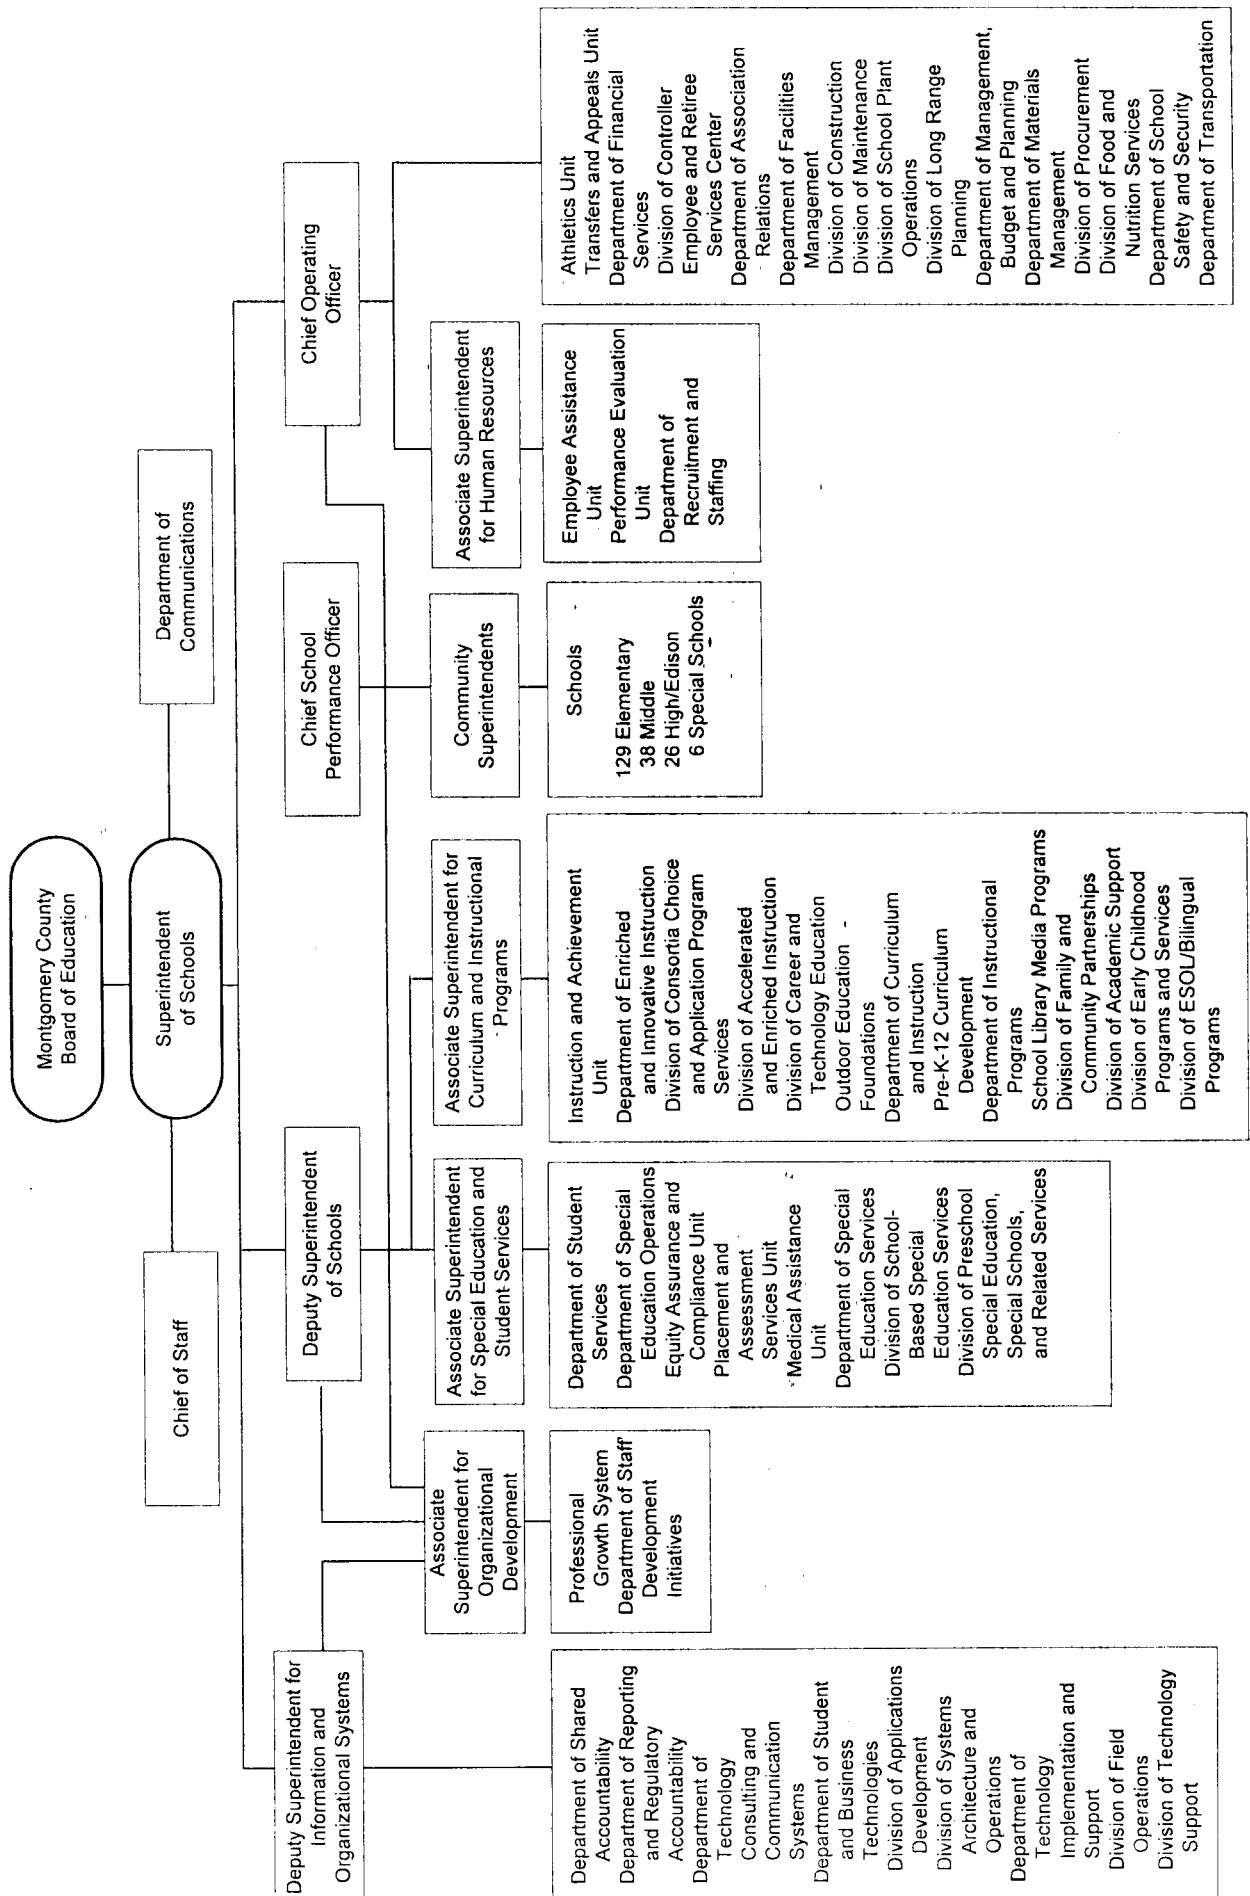 Montgomery County
Board of Education
Superintendent
of Schools
Chief of Staff
Department of
Communications
Deputy Superintendent for
Information and
Organizational Systems
Deputy Superintendent
of Schools
Chief School
Performance Officer
Chief Operating
Officer
Associate
Superintendent for
Organizational
Development
Associate Superintendent
for Special Education and
Student Services
Associate Superintendent for
Curriculum and Instructional
Programs
Community
Superintendents
Associate Superintendent
for Human Resources
Department of Shared
Accountability
Department of Reporting
and Regulatory
Accountability
Department of
Technology
Consulting and
Communication
Systems
Department of Student
and Business
Technologies
Division of Applications
Development
Division of Systems
Architecture and
Operations
Department of
Technology
Implementation and
Support
Division of Field
Operations
Division of Technology
Support
Professional
Growth System
Department of Staff
Development
Initiatives
Department of Student
Services
Department of Special
Education Operations
Equity Assurance and
Compliance Unit
Placement and
Assessment
Services Unit
Medical Assistance
Unit
Department of Special
Education Services
Division of School-
Based Special
Education Services
Division of Preschool
Special Education,
Special Schools,
and Related Services
Instruction and Achievement
Unit
Department of Enriched
and Innovative Instruction
Division of Consortia Choice
and Application Program
Services
Division of Accelerated
and Enriched Instruction
Division of Career and
Technology Education
Outdoor Education -
Foundations
Department of Curriculum
and Instruction
Pre-K-12 Curriculum
Development
Department of Instructional
Programs
School Library Media Programs
Division of Family and
Community Partnerships
Division of Academic Support
Division of Early Childhood
Programs and Services
Division of ESOL/Bilingual
Programs
Schools
129 Elementary
38 Middle
26 High/Edison
6 Special Schools
Employee Assistance
Unit
Performance Evaluation
Unit
Department of
Recruitment and
Staffing
Athletics Unit
Transfers and Appeals Unit
Department of Financial
Services
Division of Controller
Employee and Retiree
Services Center
Department of Association
Relations
Department of Facilities
Management
Division of Construction
Division of Maintenance
Division of School Plant
Operations
Division of Long Range
Planning
Department of Management,
Budget and Planning
Department of Materials
Management
Division of Procurement
Division of Food and
Nutrition Services
Department of School
Safety and Security
Department of Transportation